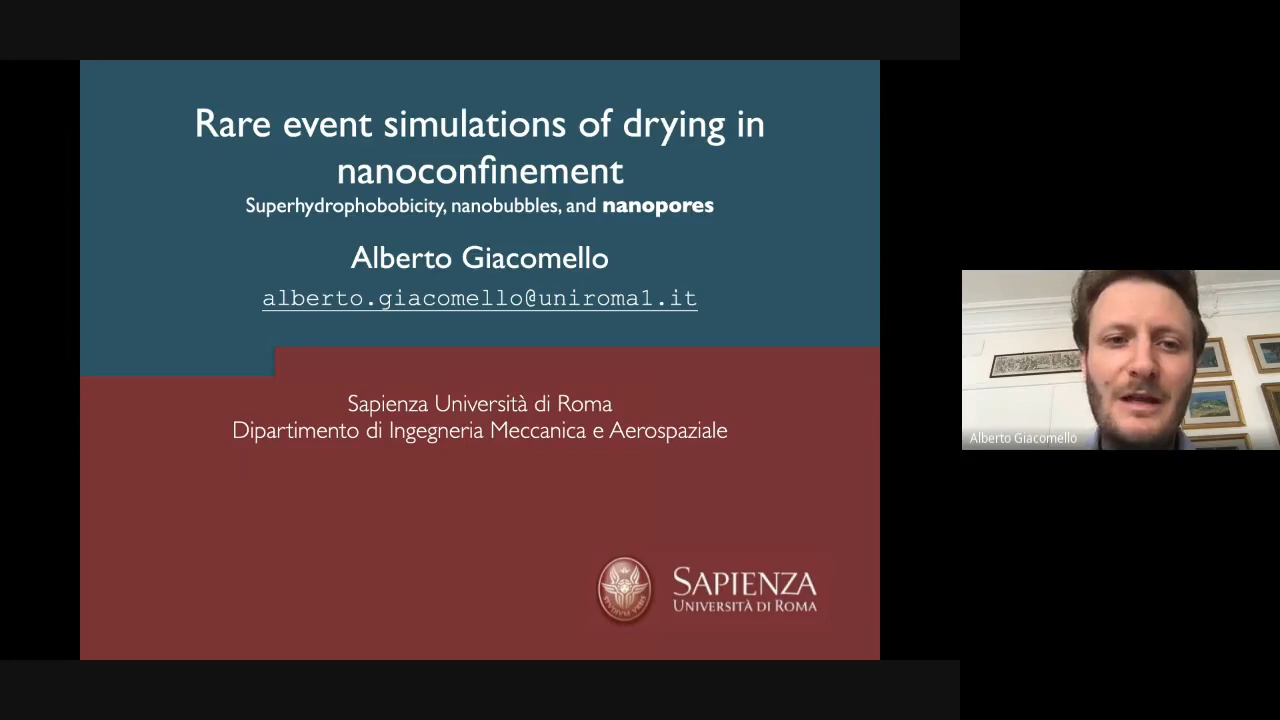 Rare event simulations of drying in
nanoconfinement
Superhydrophobobicity, nanobubbles, and nanopores
Alberto Giacomello
alberto.giacomello@uniroma1.it
Sapienza Università di Roma
Dipartimento di Ingegneria Meccanica e Aerospaziale
SAPIENZA
UNIVERSITÀ DI ROMA
Alberto Giacomello